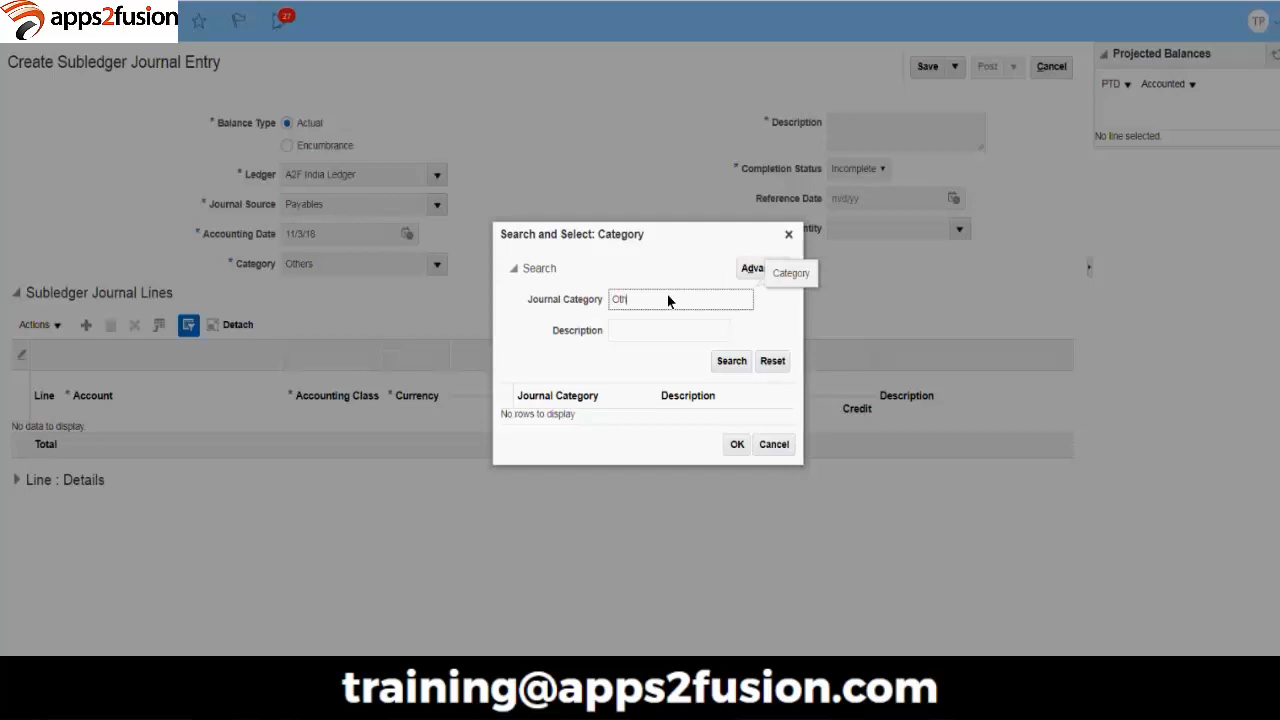 apps2fusion
27
TP
Create Subledger Journal Entry
Save
Post
Cancel
Projected Balances
PTD
Accounted
No line selected.
* Balance Type
Actual
Encumbrance
* Ledger
A2F India Ledger
* Journal Source
Payables
* Accounting Date
11/3/18
* Category
Others
* Description
* Completion Status
Incomplete
Reference Date
m/d/yy
Search and Select: Category
Search
Category
Journal Category
Oth
Description
Search
Reset
Journal Category
Description
No rows to display
OK
Cancel
Subledger Journal Lines
Actions
Detach
Line
* Account
* Accounting Class
* Currency
Credit
Description
No data to display.
Total
Line : Details
training@apps2fusion.com